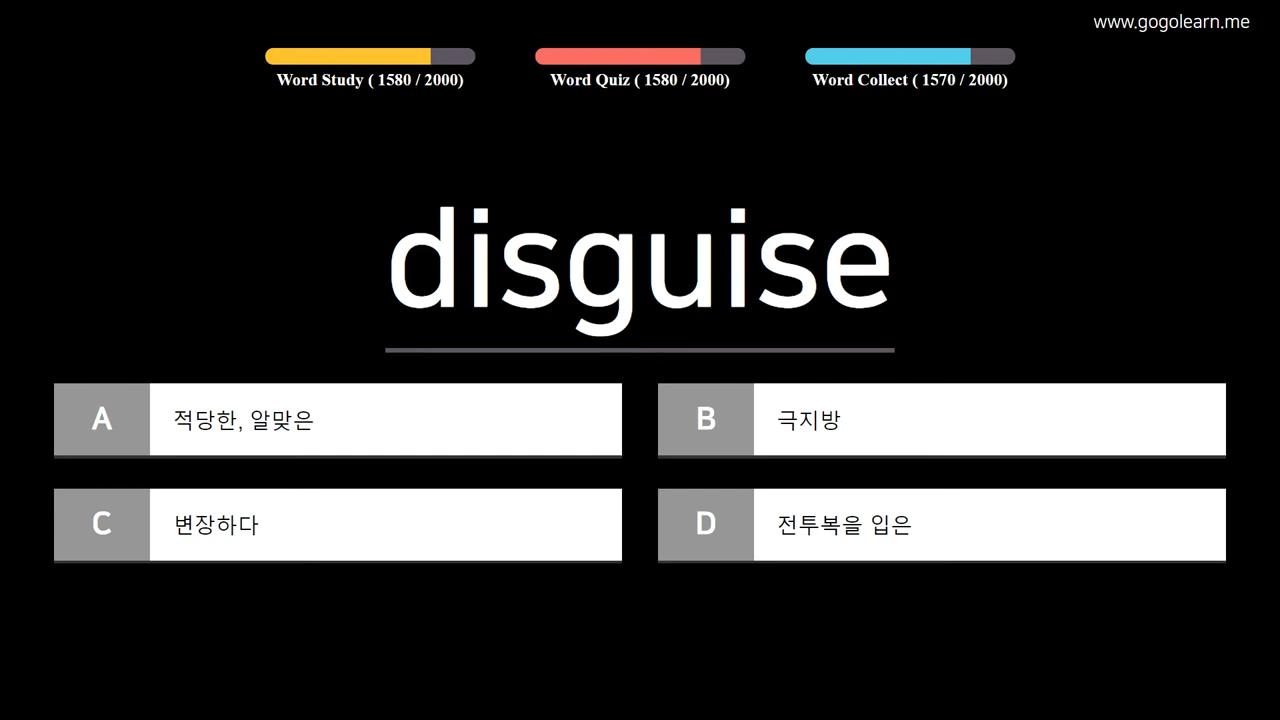 www.gogolearn.me
Word Study ( 1580 / 2000)
Word Quiz ( 1580 / 2000)
Word Collect ( 1570 / 2000)
disguise
A 적당한, 알맞은
B 극지방
C 변장하다
D 전투복을 입은